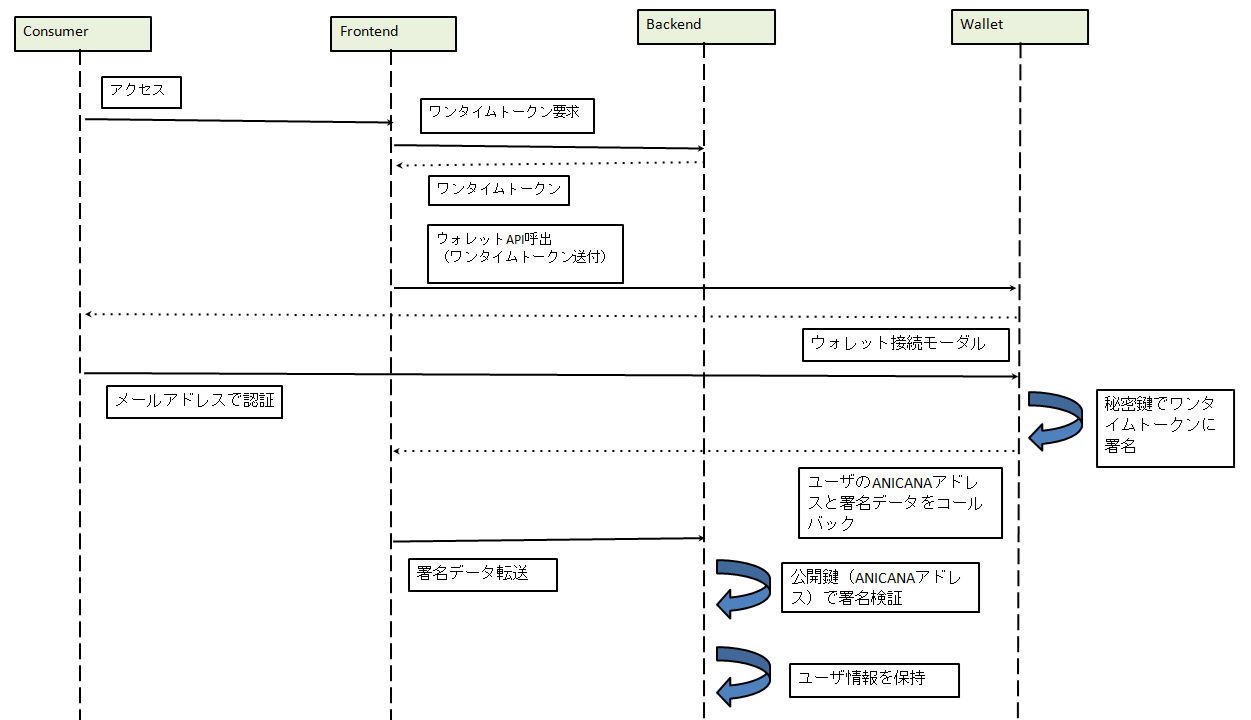 Consumer
Frontend
Backend
Wallet
アクセス
ワンタイムトークン要求
ワンタイムトークン
ウォレットAPI呼出
（ワンタイムトークン送付）
ウォレット接続モーダル
メールアドレスで認証
秘密鍵でワンタ
イムトークンに
署名
ユーザのANICANAアドレ
スと署名データをコール
バック
署名データ転送
公開鍵（ANICANAアドレ
ス）で署名検証
ユーザ情報を保持